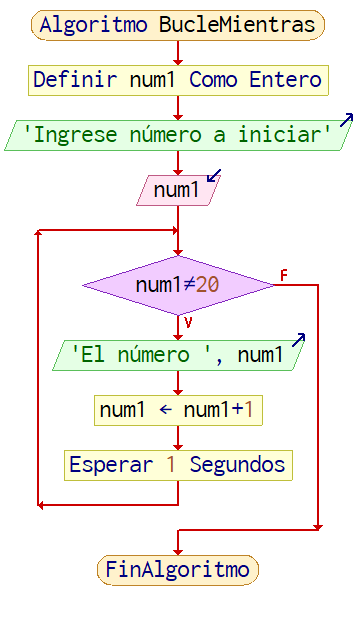 Algoritmo BucleMientras
Definir num1 Como Entero
'Ingrese número a iniciar'
num1
num1≠20
F
V
'El número ', num1
num1 ← num1+1
Esperar 1 Segundos
FinAlgoritmo